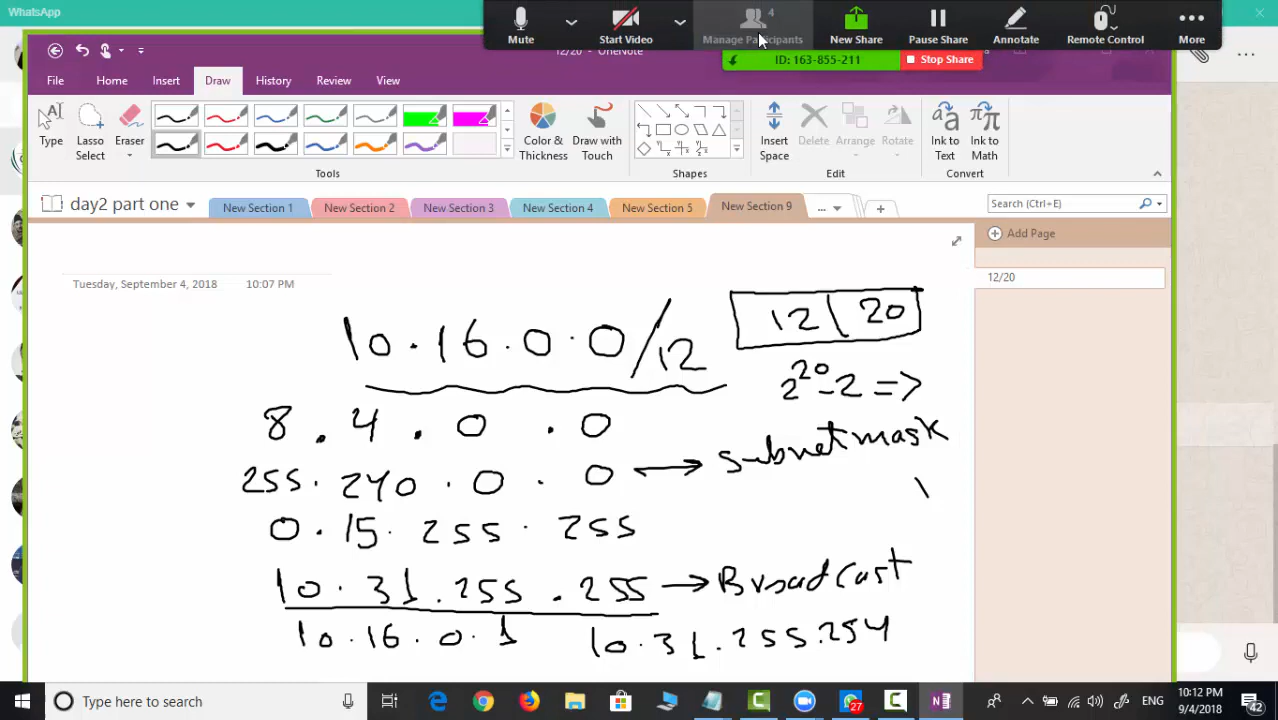 WhatsApp
4
Mute
Start Video
Manage Participants
New Share
Pause Share
Annotate
Remote Control
More
12/20 - OneNote
ID: 163-855-211
Stop Share
File Home Insert Draw History Review View
Type
Lasso Select
Eraser
Color & Thickness
Draw with Touch
Insert Space
Delete
Arrange
Rotate
Ink to Text
Ink to Math
Tools
Shapes
Edit
Convert
day2 part one
New Section 1
New Section 2
New Section 3
New Section 4
New Section 5
New Section 9
...
Search (Ctrl+E)
Add Page
12/20
Tuesday, September 4, 2018 10:07 PM
10.16.0.0/12
12 | 20
2^20-2 =>
8.4.0.0
255.240.0.0 <-> subnetmask
0.15.255.255
10.31.255.255 -> BroadCast
10.16.0.1 10.31.255.254
Type here to search
27
ENG
10:12 PM
9/4/2018
42